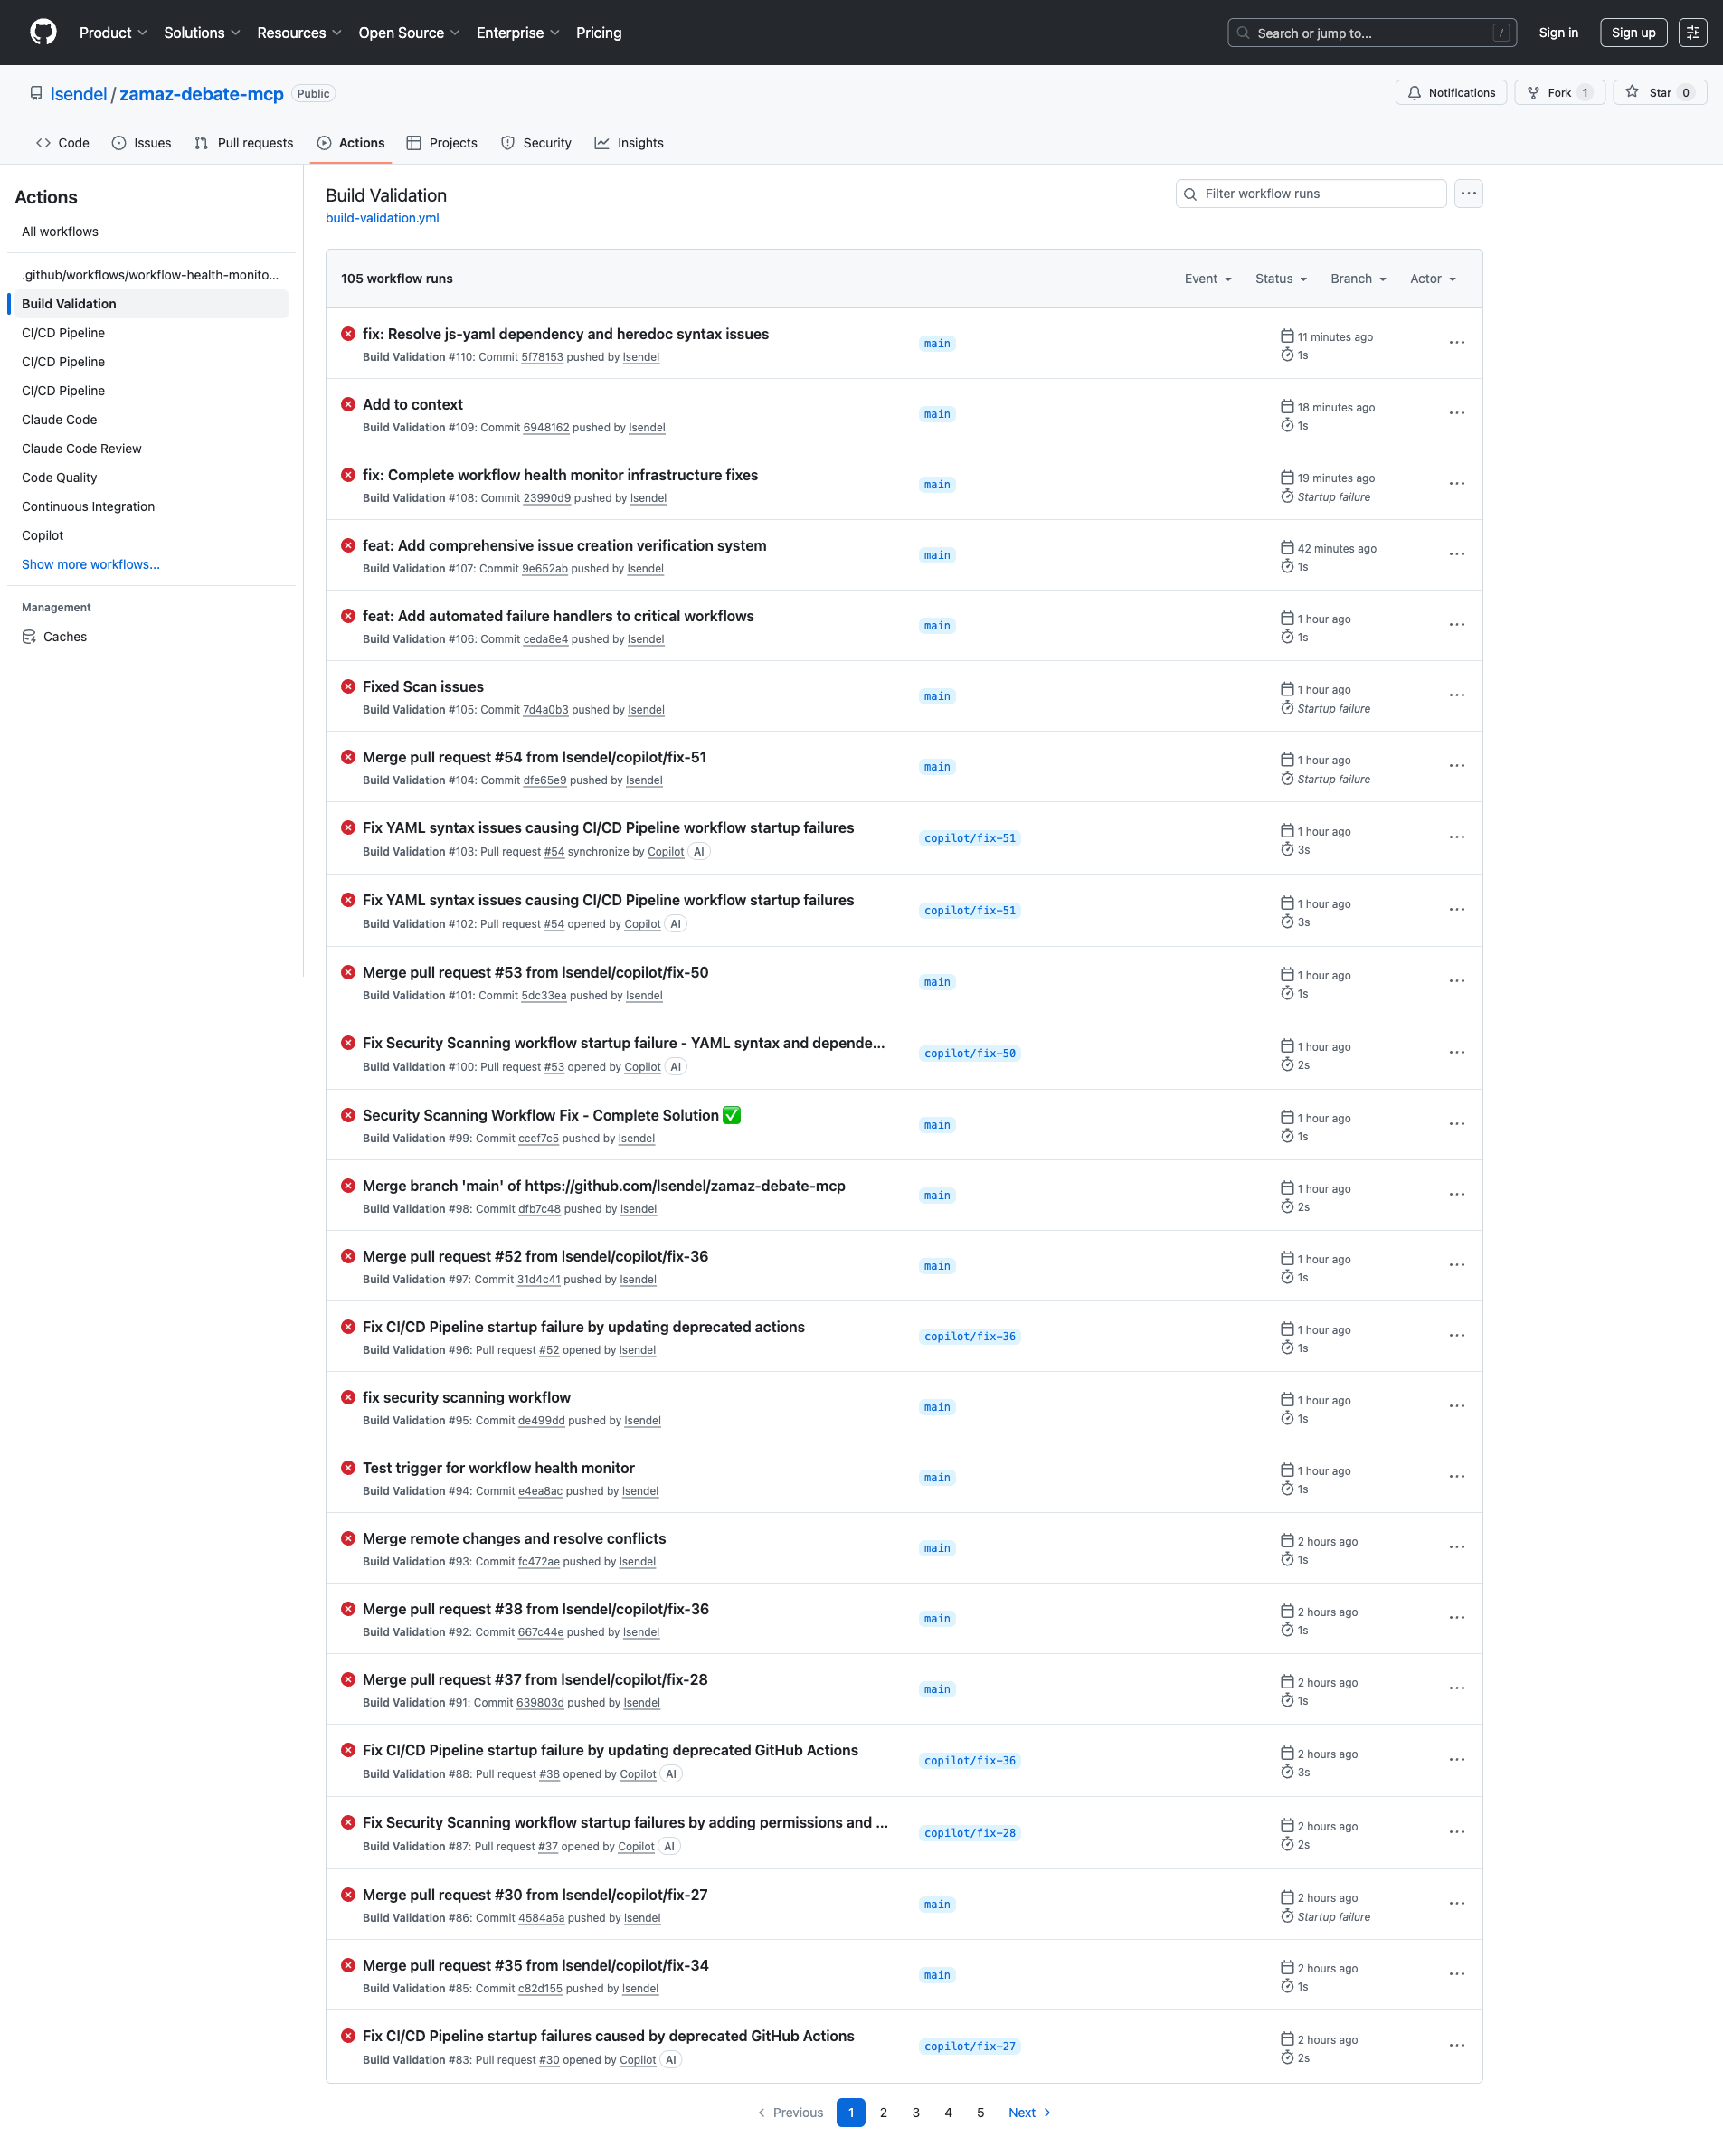 Product
Solutions
Resources
Open Source
Enterprise
Pricing
Search or jump to...
/
Sign in
Sign up
lsendel / zamaz-debate-mcp
Public
Notifications
Fork 1
Star 0
Code
Issues
Pull requests
Actions
Projects
Security
Insights
Actions
All workflows
.github/workflows/workflow-health-monito...
Build Validation
CI/CD Pipeline
CI/CD Pipeline
CI/CD Pipeline
Claude Code
Claude Code Review
Code Quality
Continuous Integration
Copilot
Show more workflows...
Management
Caches
Build Validation
build-validation.yml
Filter workflow runs
105 workflow runs
Event
Status
Branch
Actor
fix: Resolve js-yaml dependency and heredoc syntax issues
Build Validation #110: Commit 5f78153 pushed by lsendel
main
11 minutes ago
1s
Add to context
Build Validation #109: Commit 6948162 pushed by lsendel
main
18 minutes ago
1s
fix: Complete workflow health monitor infrastructure fixes
Build Validation #108: Commit 23990d9 pushed by lsendel
main
19 minutes ago
Startup failure
feat: Add comprehensive issue creation verification system
Build Validation #107: Commit 9e652ab pushed by lsendel
main
42 minutes ago
1s
feat: Add automated failure handlers to critical workflows
Build Validation #106: Commit ceda8e4 pushed by lsendel
main
1 hour ago
1s
Fixed Scan issues
Build Validation #105: Commit 7d4a0b3 pushed by lsendel
main
1 hour ago
Startup failure
Merge pull request #54 from lsendel/copilot/fix-51
Build Validation #104: Commit dfe65e9 pushed by lsendel
main
1 hour ago
Startup failure
Fix YAML syntax issues causing CI/CD Pipeline workflow startup failures
Build Validation #103: Pull request #54 synchronize by Copilot AI
copilot/fix-51
1 hour ago
3s
Fix YAML syntax issues causing CI/CD Pipeline workflow startup failures
Build Validation #102: Pull request #54 opened by Copilot AI
copilot/fix-51
1 hour ago
3s
Merge pull request #53 from lsendel/copilot/fix-50
Build Validation #101: Commit 5dc33ea pushed by lsendel
main
1 hour ago
1s
Fix Security Scanning workflow startup failure - YAML syntax and depende...
Build Validation #100: Pull request #53 opened by Copilot AI
copilot/fix-50
1 hour ago
2s
Security Scanning Workflow Fix - Complete Solution ✅
Build Validation #99: Commit ccef7c5 pushed by lsendel
main
1 hour ago
1s
Merge branch 'main' of https://github.com/lsendel/zamaz-debate-mcp
Build Validation #98: Commit dfb7c48 pushed by lsendel
main
1 hour ago
2s
Merge pull request #52 from lsendel/copilot/fix-36
Build Validation #97: Commit 31d4c41 pushed by lsendel
main
1 hour ago
1s
Fix CI/CD Pipeline startup failure by updating deprecated actions
Build Validation #96: Pull request #52 opened by lsendel
copilot/fix-36
1 hour ago
1s
fix security scanning workflow
Build Validation #95: Commit de499dd pushed by lsendel
main
1 hour ago
1s
Test trigger for workflow health monitor
Build Validation #94: Commit e4ea8ac pushed by lsendel
main
1 hour ago
1s
Merge remote changes and resolve conflicts
Build Validation #93: Commit fc472ae pushed by lsendel
main
2 hours ago
1s
Merge pull request #38 from lsendel/copilot/fix-36
Build Validation #92: Commit 667c44e pushed by lsendel
main
2 hours ago
1s
Merge pull request #37 from lsendel/copilot/fix-28
Build Validation #91: Commit 639803d pushed by lsendel
main
2 hours ago
1s
Fix CI/CD Pipeline startup failure by updating deprecated GitHub Actions
Build Validation #88: Pull request #38 opened by Copilot AI
copilot/fix-36
2 hours ago
3s
Fix Security Scanning workflow startup failures by adding permissions and ...
Build Validation #87: Pull request #37 opened by Copilot AI
copilot/fix-28
2 hours ago
2s
Merge pull request #30 from lsendel/copilot/fix-27
Build Validation #86: Commit 4584a5a pushed by lsendel
main
2 hours ago
Startup failure
Merge pull request #35 from lsendel/copilot/fix-34
Build Validation #85: Commit c82d155 pushed by lsendel
main
2 hours ago
1s
Fix CI/CD Pipeline startup failures caused by deprecated GitHub Actions
Build Validation #83: Pull request #30 opened by Copilot AI
copilot/fix-27
2 hours ago
2s
Previous 1 2 3 4 5 Next